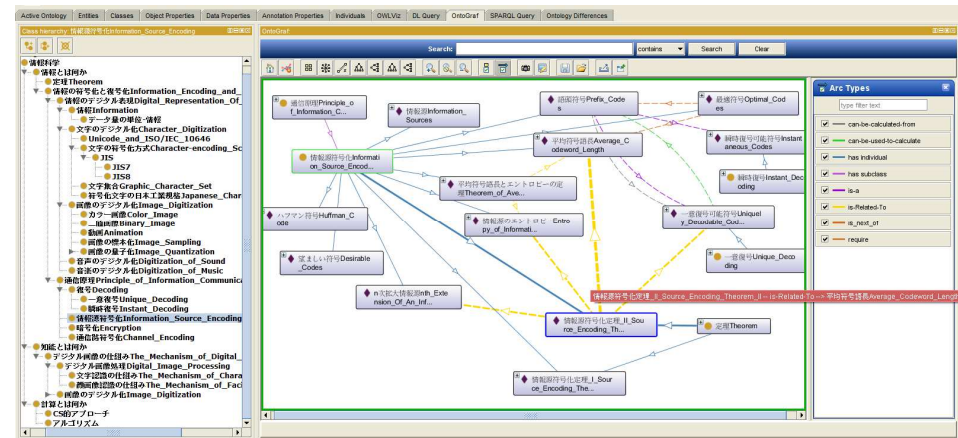 Active Ontology Entities Classes Object Properties Data Properties Annotation Properties Individuals OWLViz DL Query OntoGraf SPARQL Query Ontology Differences
Class hierarchy: 情報源符号化Information_Source_Encoding
情報科学
情報とは何か
定理Theorem
情報の符号化と復号化Information_Encoding_and_
情報のデジタル表現Digital_Representation_Of_
情報Information
データ量の単位-情報
文字のデジタル化Character_Digitization
Unicode_and_ISO/IEC_10646
文字の符号化方式Character-encoding_Sc
JIS
JIS7
JIS8
文字集合Graphic_Character_Set
符号化文字の日本工業規格Japanese_Char
画像のデジタル化Image_Digitization
カラー画像Color_Image
二値画像Binary_Image
動画Animation
画像の標本化Image_Sampling
画像の量子化Image_Quantization
音声のデジタル化Digitization_of_Sound
音楽のデジタル化Digitization_of_Music
通信原理Principle_of_Information_Communica
復号Decoding
一意復号Unique_Decoding
瞬時復号Instant_Decoding
情報源符号化Information_Source_Encoding
暗号化Encryption
通信路符号化Channel_Encoding
知能とは何か
デジタル画像の仕組みThe_Mechanism_of_Digital_
デジタル画像処理Digital_Image_Processing
文字認識の仕組みThe_Mechanism_of_Chara
顔画像認識の仕組みThe_Mechanism_of_Faci
画像のデジタル化Image_Digitization
計算とは何か
CS的アプローチ
アルゴリズム
OntoGraf
Search: contains Search Clear
通信原理Principle_o
f_Information_C...
情報源Information_
Sources
語頭符号Prefix_Code
s
最適符号Optimal_Cod
es
情報源符号化Informati
on_Source_Encod...
平均符号語長Average_C
odeword_Length
瞬時復号可能符号Instant
aneous_Codes
平均符号語長とエントロピーの定
理Theorem_of_Ave...
瞬時復号Instant_Dec
oding
ハフマン符号Huffman_C
ode
情報源のエントロピーEntro
py_of_Informati...
一意復号可能符号Uniquel
y_Decodable_Cod...
望ましい符号Desirable
_Codes
一意復号Unique_Deco
ding
n次拡大情報源nth_Exte
nsion_Of_An_Inf...
情報源符号化定理_II_Source_Encoding_Theorem_II -- is-Related-To --> 平均符号語長Average_Codeword_Length
情報源符号化定理_II_Sou
rce_Encoding_Th...
定理Theorem
情報源符号化定理_I_Sour
ce_Encoding_The...
Arc Types
type filter text
can-be-calculated-from
can-be-used-to-calculate
has individual
has subclass
is-a
is-Related-To
is_next_of
require